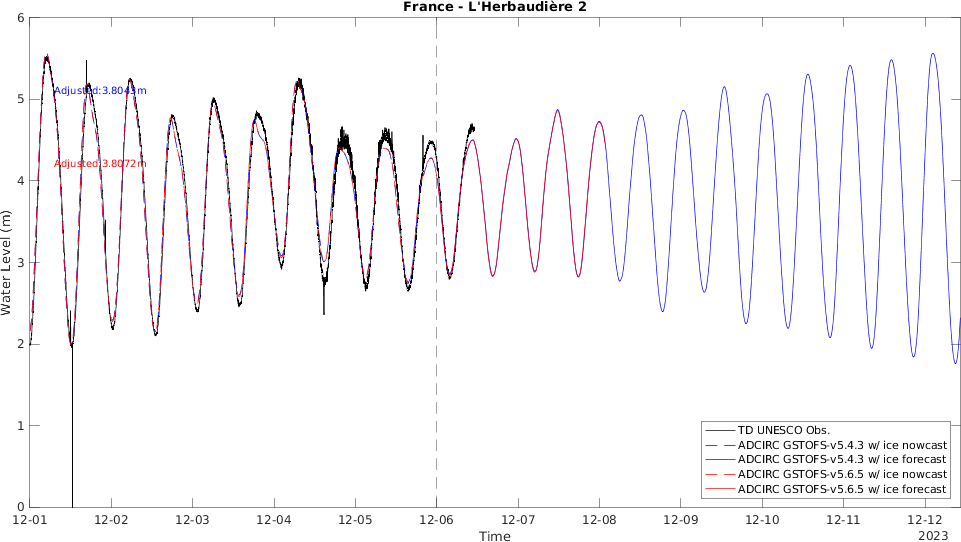 France - L'Herbaudière 2
6
5
4
3
2
1
0
Water Level (m)
Adjusted:3.8043m
Adjusted:3.8072m
TD UNESCO Obs.
ADCIRC GSTOFS-v5.4.3 w/ ice nowcast
ADCIRC GSTOFS-v5.4.3 w/ ice forecast
ADCIRC GSTOFS-v5.6.5 w/ ice nowcast
ADCIRC GSTOFS-v5.6.5 w/ ice forecast
12-01 12-02 12-03 12-04 12-05 12-06 12-07 12-08 12-09 12-10 12-11 12-12
2023
Time